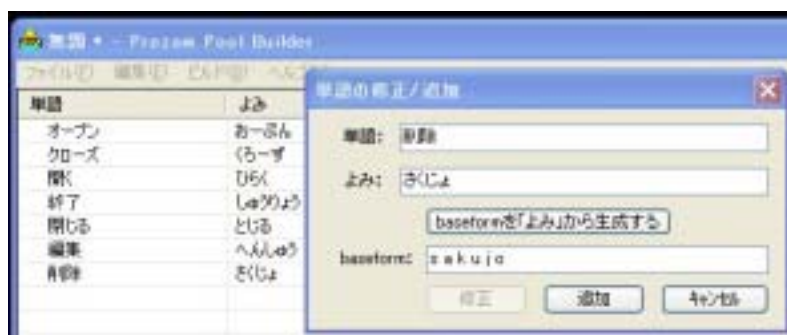 無題 * - Prozom Pool Builder
ファイル(F) 編集(E) ビルド(B)
単語 よみ
オープン おーぷん
クローズ くろーず
開く ひらく
終了 しゅうりょう
閉じる とじる
編集 へんしゅう
削除 さくじょ
単語の修正/追加
単語: 削除
よみ: さくじょ
baseformを「よみ」から生成する
baseform: s a k u j o
修正 追加 キャンセル